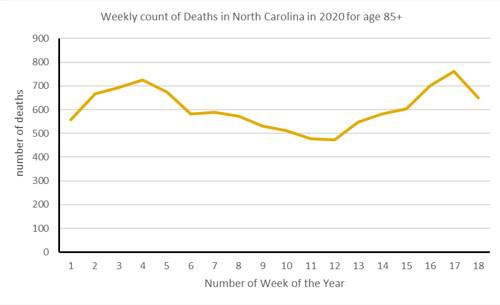 Weekly count of Deaths in North Carolina in 2020 for age 85+
900
800
700
600
500
400
300
200
100
0
number of deaths
1 2 3 4 5 6 7 8 9 10 11 12 13 14 15 16 17 18
Number of Week of the Year